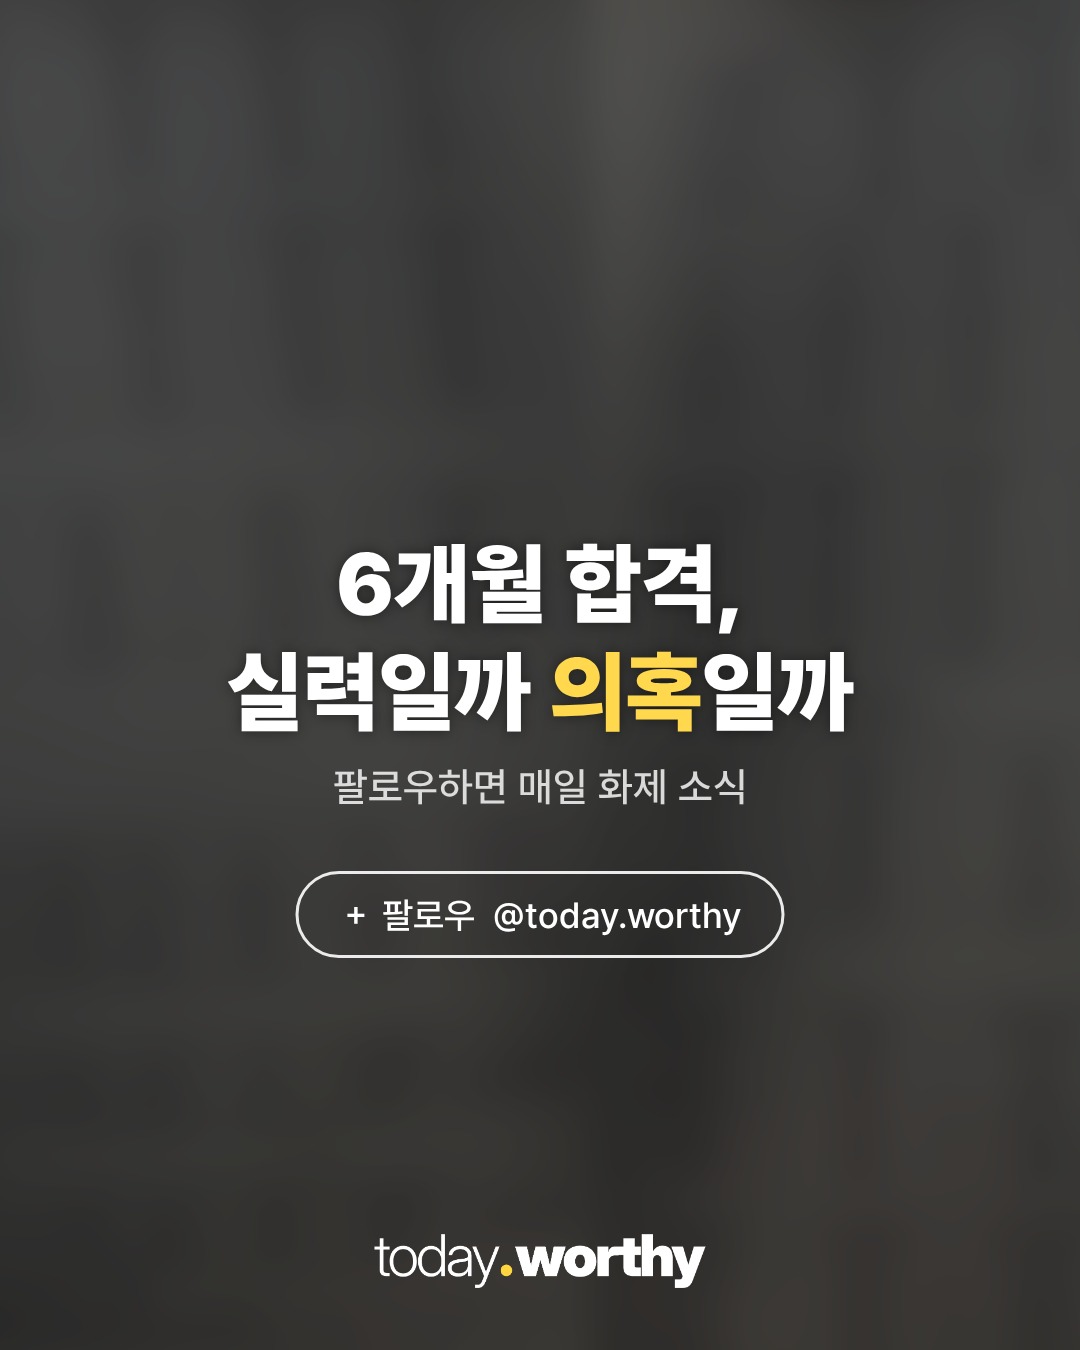 6개월 합격,
실력일까 의혹일까
팔로우하면 매일 화제 소식
+ 팔로우 @today.worthy
today.worthy